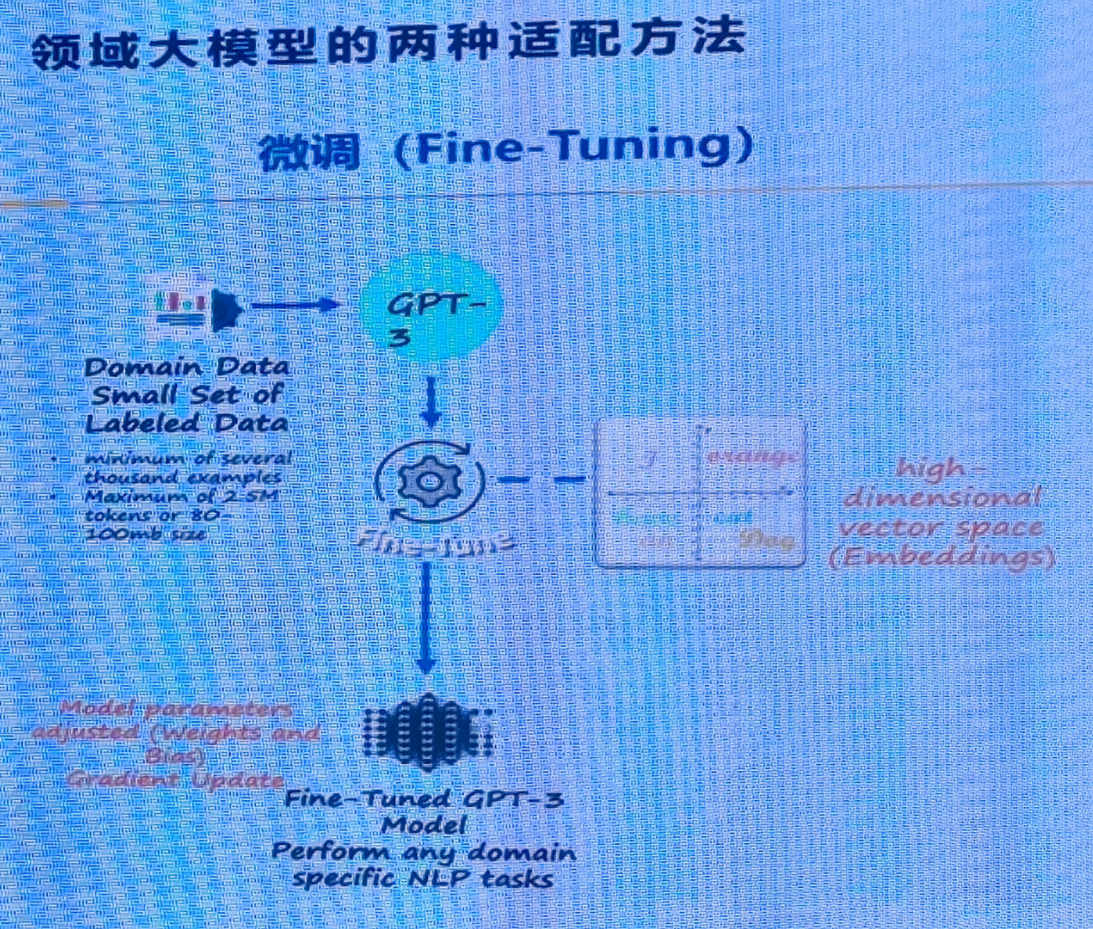 领域大模型的两种适配方法
微调（Fine-Tuning）
GPT-
3
Domain Data
Small Set of
Labeled Data
• minimum of several
thousand examples
• Maximum of 2.5M
tokens or 80-
100mb size
Fine-Tune
orange
cat
Dog
high-
dimensional
vector space
(Embeddings)
Model parameters
adjusted (Weights and
Bias)
Gradient Update
Fine-Tuned GPT-3
Model
Perform any domain
specific NLP tasks